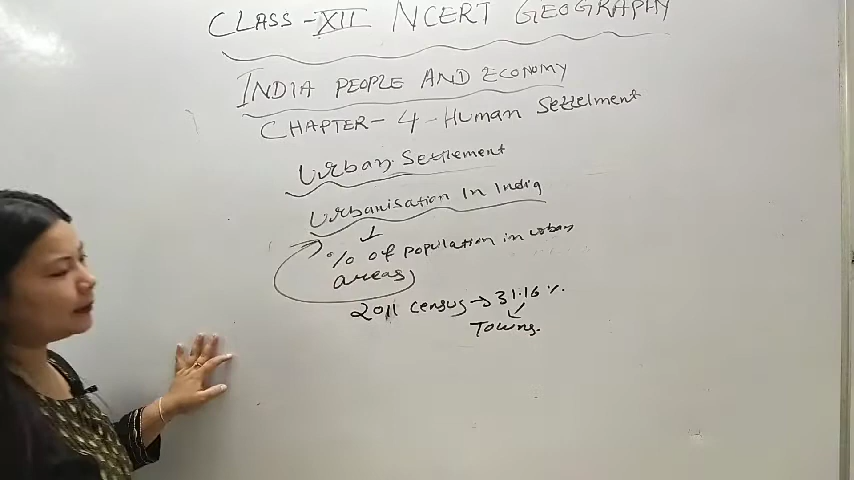 CLASS - XII NCERT GEOGRAPHY
INDIA PEOPLE AND ECONOMY
CHAPTER - 4 - Human Settelment
Urban Settlement
Urbanisation In India
% of population in urban
areas
2011 census → 31.16 %
Towns.